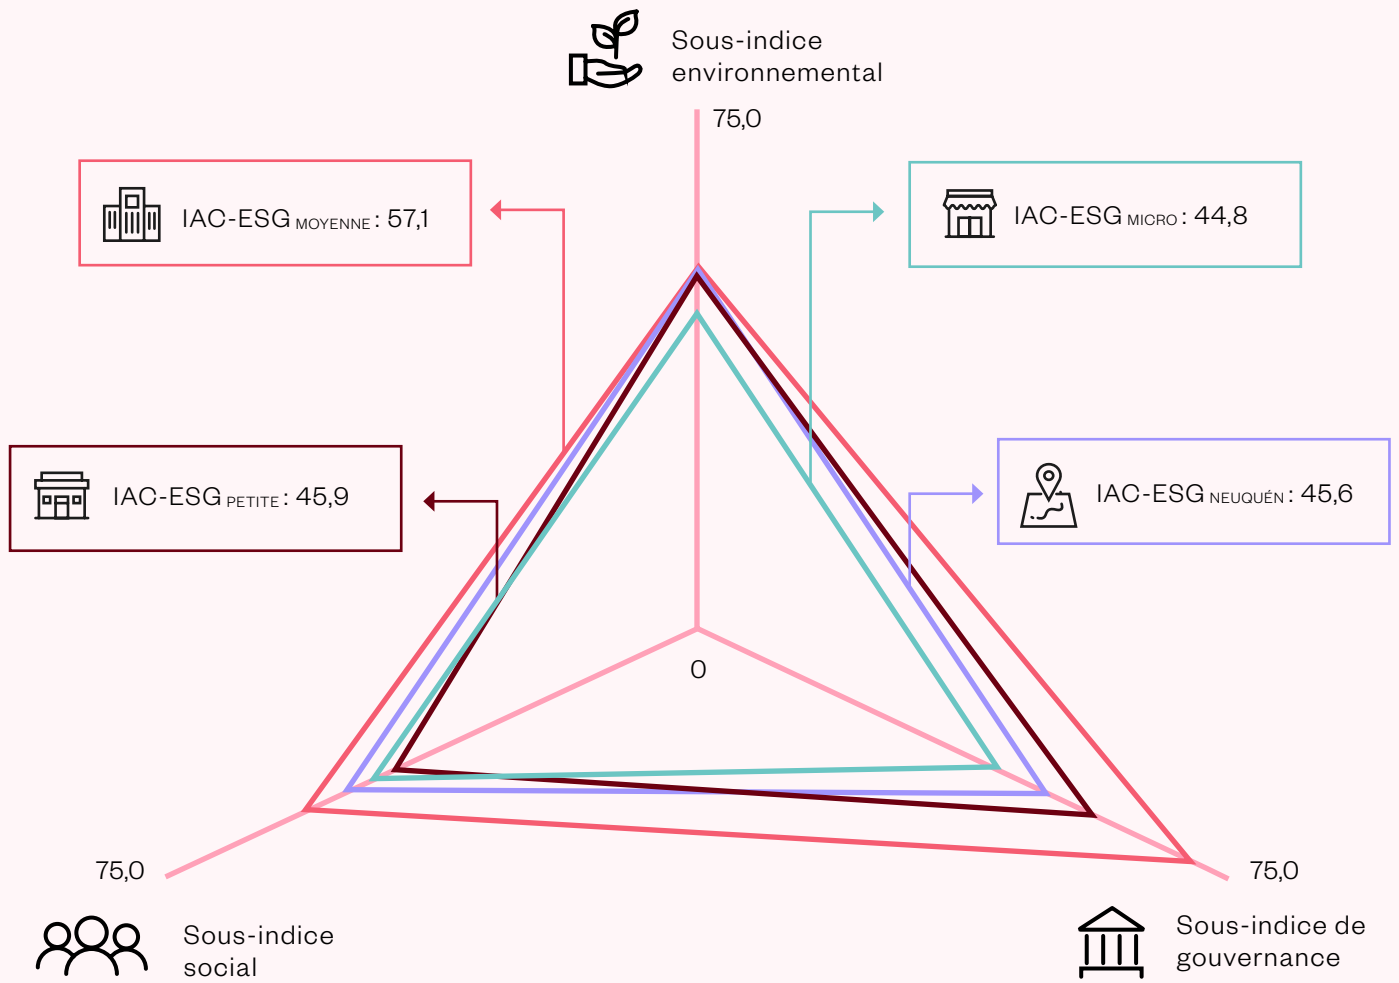 Sous-indice
environnemental
75,0
IAC-ESG MOYENNE : 57,1
IAC-ESG MICRO : 44,8
IAC-ESG PETITE : 45,9
IAC-ESG NEUQUÉN : 45,6
0
75,0
75,0
Sous-indice
social
Sous-indice de
gouvernance